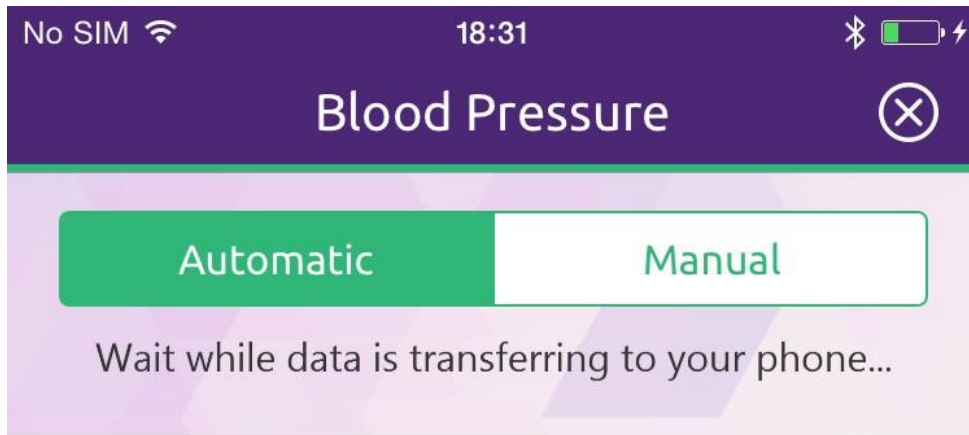 No SIM 18:31
Blood Pressure
Automatic Manual
Wait while data is transferring to your phone...